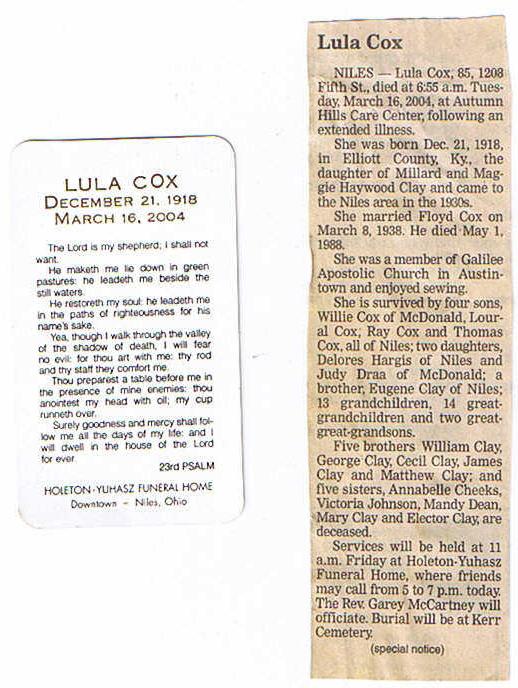 LULA COX
DECEMBER 21, 1918
MARCH 16, 2004
The Lord is my shepherd; I shall not
want.
He maketh me lie down in green
pastures: he leadeth me beside the
still waters.
He restoreth my soul: he leadeth me
in the paths of righteousness for his
name's sake.
Yea, though I walk through the valley
of the shadow of death, I will fear
no evil: for thou art with me: thy rod
and thy staff they comfort me.
Thou preparest a table before me in
the presence of mine enemies: thou
anointest my head with oil; my cup
runneth over.
Surely goodness and mercy shall fol-
low me all the days of my life: and I
will dwell in the house of the Lord
for ever.
23rd PSALM
HOLETON-YUHASZ FUNERAL HOME
Downtown - Niles, Ohio
Lula Cox
NILES — Lula Cox, 85, 1208
Fifth St., died at 6:55 a.m. Tues-
day, March 16, 2004, at Autumn
Hills Care Center, following an
extended illness.
She was born Dec. 21, 1918,
in Elliott County, Ky., the
daughter of Millard and Mag-
gie Haywood Clay and came to
the Niles area in the 1930s.
She married Floyd Cox on
March 8, 1938. He died May 1,
1988.
She was a member of Galilee
Apostolic Church in Austin-
town and enjoyed sewing.
She is survived by four sons,
Willie Cox of McDonald, Lour-
al Cox, Ray Cox and Thomas
Cox, all of Niles; two daughters,
Delores Hargis of Niles and
Judy Draa of McDonald; a
brother, Eugene Clay of Niles;
13 grandchildren, 14 great-
grandchildren and two great-
great-grandsons.
Five brothers William Clay,
George Clay, Cecil Clay, James
Clay and Matthew Clay; and
five sisters, Annabelle Cheeks,
Victoria Johnson, Mandy Dean,
Mary Clay and Elector Clay, are
deceased.
Services will be held at 11
a.m. Friday at Holeton-Yuhasz
Funeral Home, where friends
may call from 5 to 7 p.m. today.
The Rev. Garey McCartney will
officiate. Burial will be at Kerr
Cemetery.
(special notice)